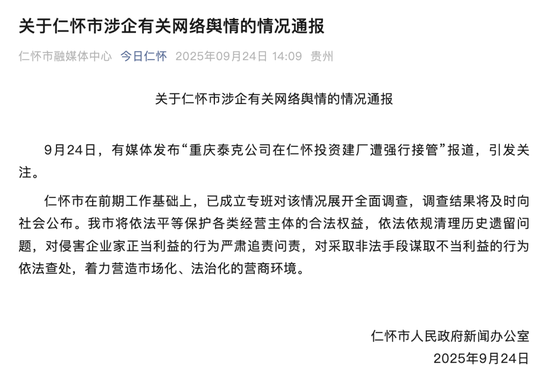 关于仁怀市涉企有关网络舆情的情况通报
仁怀市融媒体中心 今日仁怀 2025年09月24日 14:09 贵州
关于仁怀市涉企有关网络舆情的情况通报
9月24日，有媒体发布“重庆泰克公司在仁怀投资建厂遭强行接管”报道，引发关
注。
仁怀市在前期工作基础上，已成立专班对该情况展开全面调查，调查结果将及时向
社会公布。我市将依法平等保护各类经营主体的合法权益，依法依规清理历史遗留问
题，对侵害企业家正当利益的行为严肃追责问责，对采取非法手段谋取不当利益的行为
依法查处，着力营造市场化、法治化的营商环境。
仁怀市人民政府新闻办公室
2025年9月24日